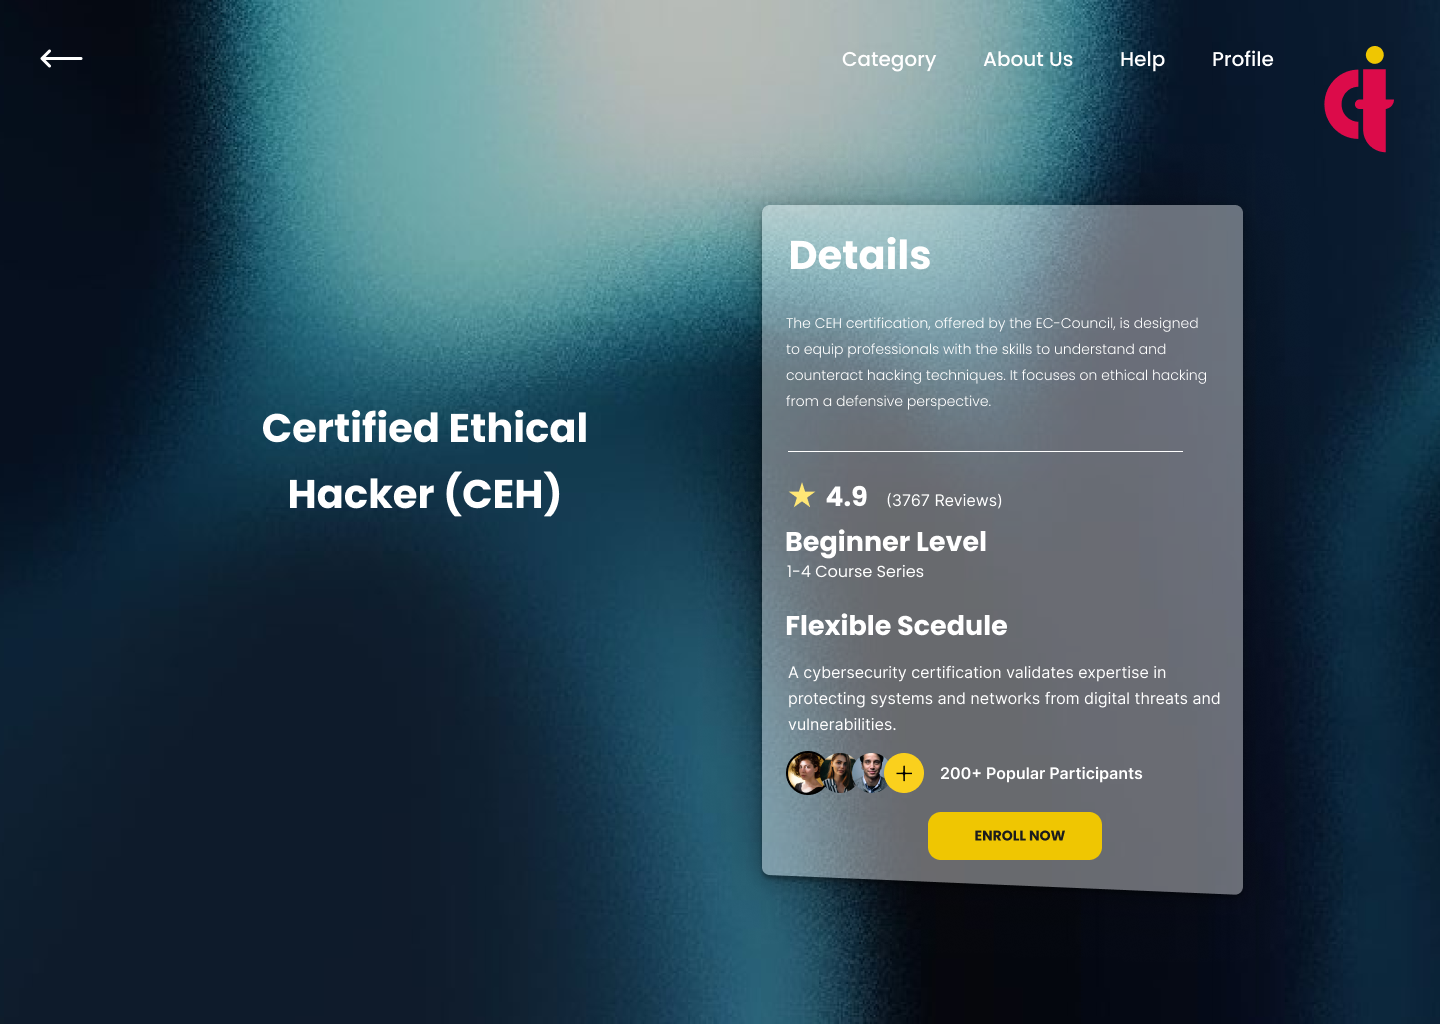 Category About Us Help Profile
Certified Ethical
Hacker (CEH)
Details
The CEH certification, offered by the EC-Council, is designed
to equip professionals with the skills to understand and
counteract hacking techniques. It focuses on ethical hacking
from a defensive perspective.
4.9 (3767 Reviews)
Beginner Level
1-4 Course Series
Flexible Scedule
A cybersecurity certification validates expertise in
protecting systems and networks from digital threats and
vulnerabilities.
200+ Popular Participants
ENROLL NOW